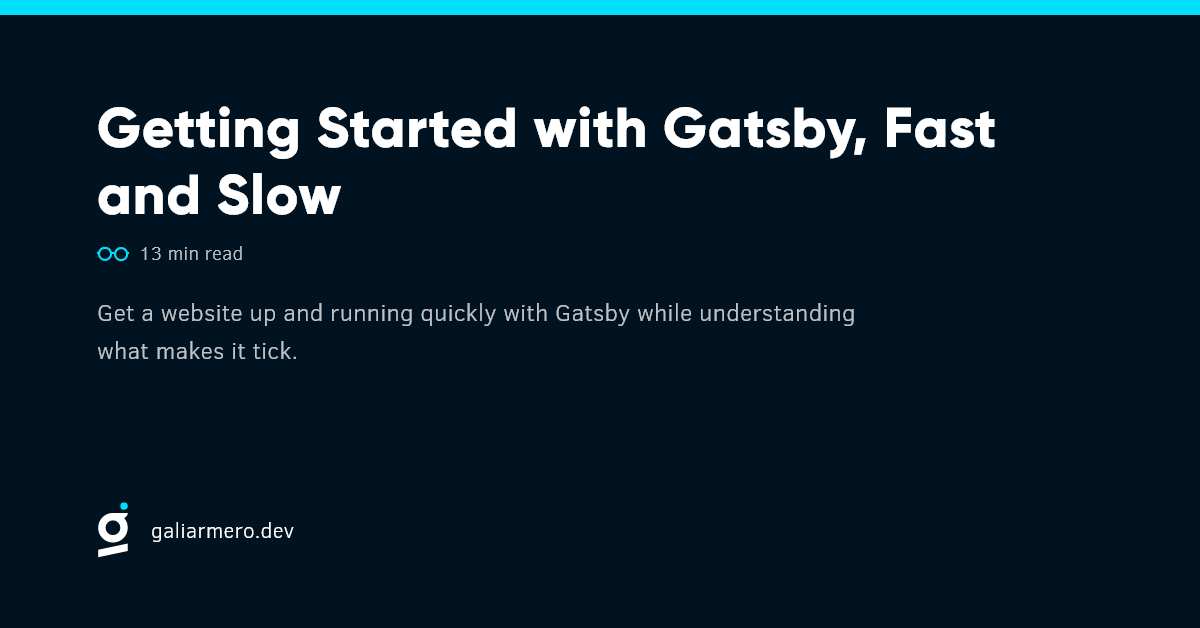 Getting Started with Gatsby, Fast
and Slow
13 min read
Get a website up and running quickly with Gatsby while understanding
what makes it tick.
galiarmero.dev